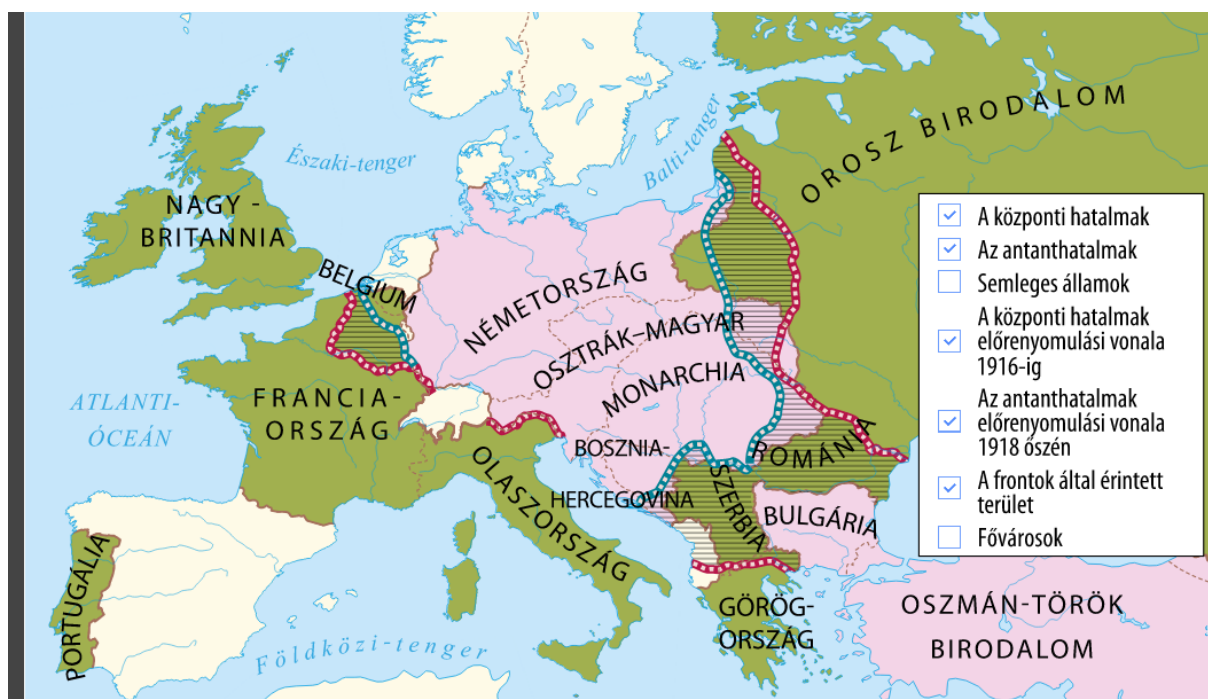 Északi-tenger
Balti-tenger
OROSZ BIRODALOM
NAGY -
BRITANNIA
BELGIUM
NÉMETORSZÁG
OSZTRÁK–MAGYAR
MONARCHIA
ATLANTI-
ÓCEÁN
FRANCIA-
ORSZÁG
BOSZNIA-
HERCEGOVINA
OLASZORSZÁG
SZERBIA
ROMÁNIA
BULGÁRIA
PORTUGÁLIA
Földközi-tenger
GÖRÖG-
ORSZÁG
OSZMÁN-TÖRÖK
BIRODALOM
A központi hatalmak
Az antanthatalmak
Semleges államok
A központi hatalmak
előrenyomulási vonala
1916-ig
Az antanthatalmak
előrenyomulási vonala
1918 őszén
A frontok által érintett
terület
Fővárosok